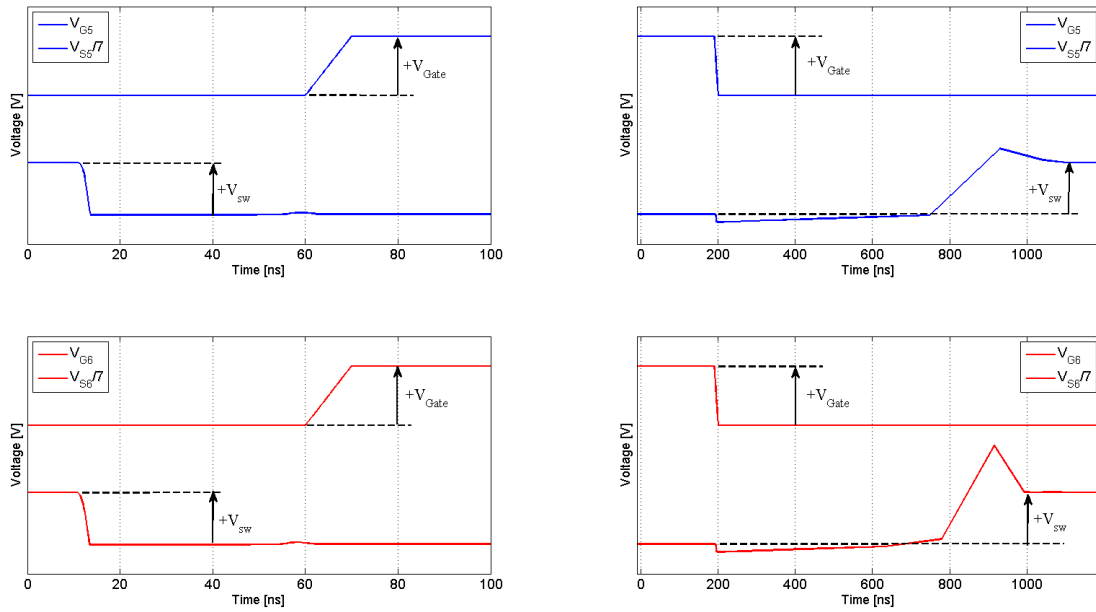 V_G5
V_S5/7
+V_Gate
+V_sw
Voltage [V]
0 20 40 60 80 100
Time [ns]
V_G5
V_S5/7
+V_Gate
+V_sw
Voltage [V]
0 200 400 600 800 1000
Time [ns]
V_G6
V_S6/7
+V_Gate
+V_sw
Voltage [V]
0 20 40 60 80 100
Time [ns]
V_G6
V_S6/7
+V_Gate
+V_sw
Voltage [V]
0 200 400 600 800 1000
Time [ns]